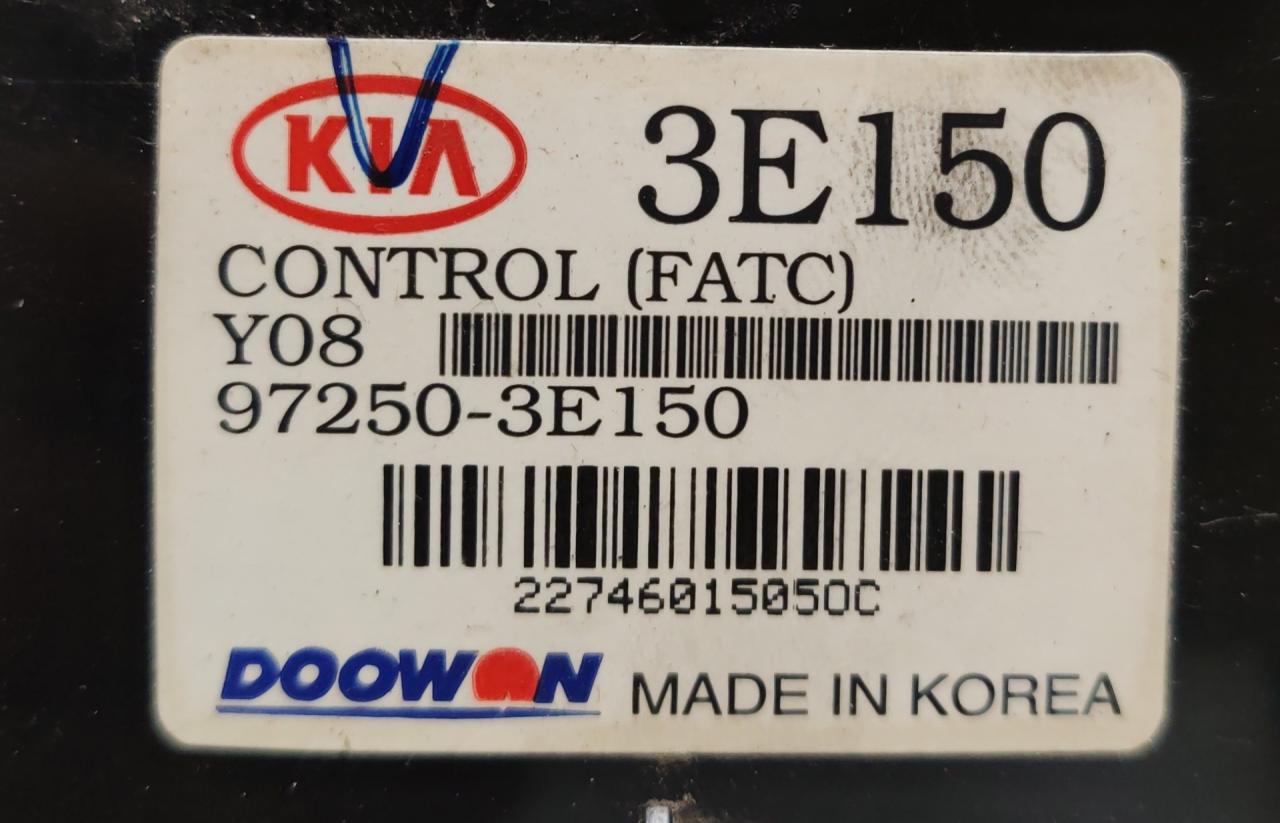 KIA 3E150
CONTROL (FATC)
Y08
97250-3E150
22746015050C
DOOWON MADE IN KOREA